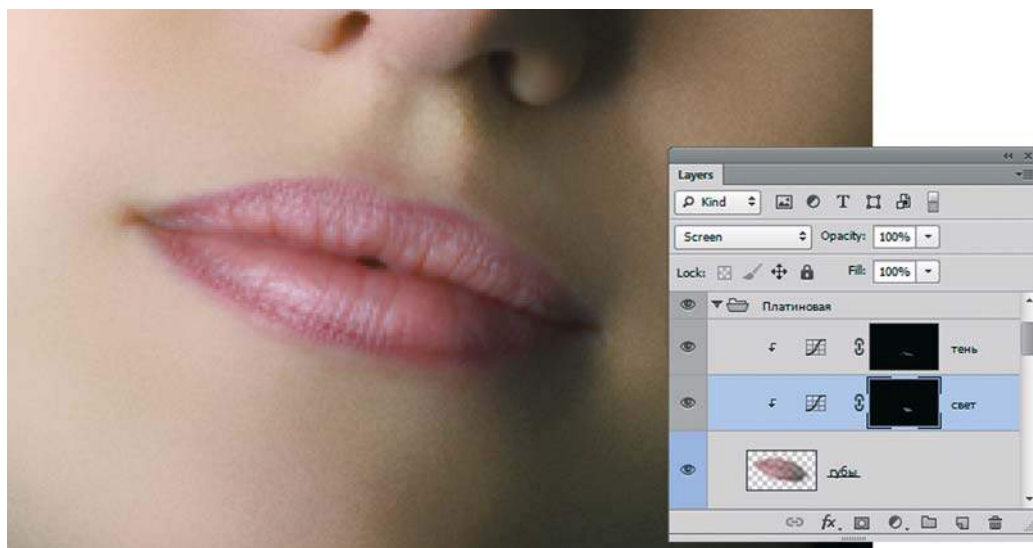 Layers
Kind
T
Screen
Opacity: 100%
Lock:
Fill: 100%
Платиновая
тень
свет
губы
fx